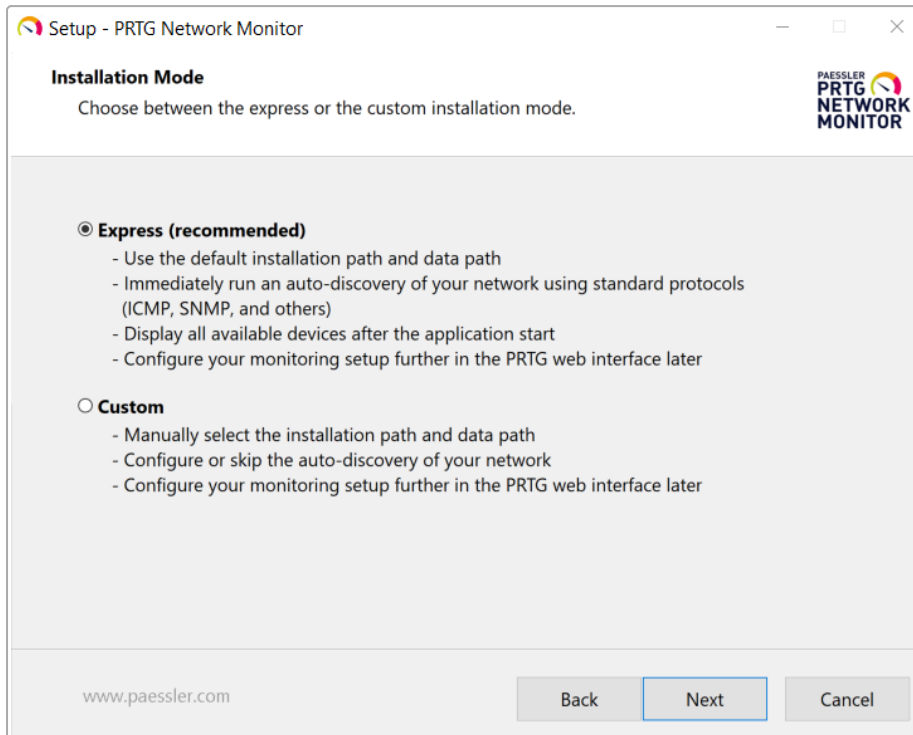 Setup - PRTG Network Monitor
Installation Mode
Choose between the express or the custom installation mode.
PAESSLER
PRTG
NETWORK
MONITOR
Express (recommended)
- Use the default installation path and data path
- Immediately run an auto-discovery of your network using standard protocols
(ICMP, SNMP, and others)
- Display all available devices after the application start
- Configure your monitoring setup further in the PRTG web interface later
Custom
- Manually select the installation path and data path
- Configure or skip the auto-discovery of your network
- Configure your monitoring setup further in the PRTG web interface later
www.paessler.com
Back
Next
Cancel